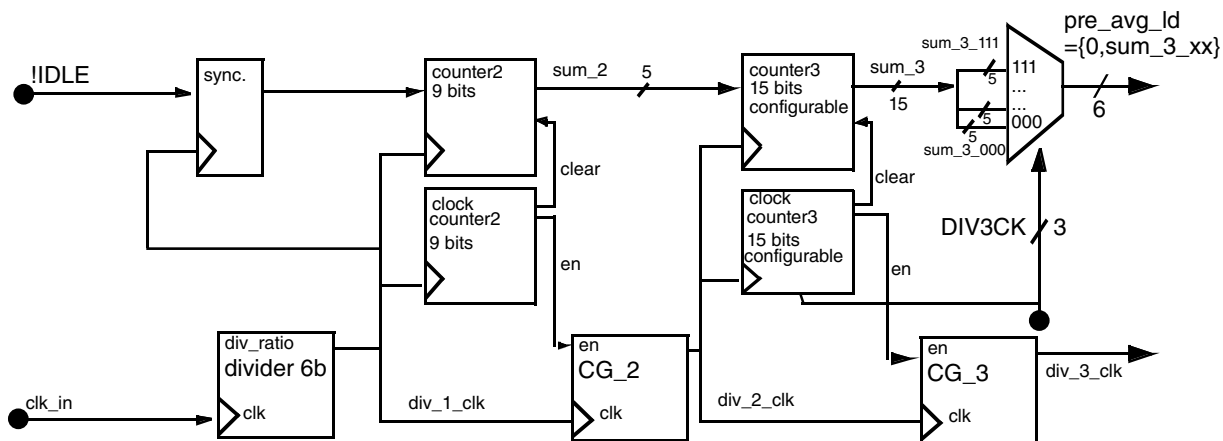 pre_avg_ld
={0,sum_3_xx}
!IDLE
sync.
counter2
9 bits
sum_2
5
counter3
15 bits
configurable
sum_3
15
sum_3_111
5
111
...
...
5
000
5
sum_3_000
6
clear
clear
clock
counter2
9 bits
en
clock
counter3
15 bits
configurable
en
DIV3CK
3
div_ratio
divider 6b
clk
clk_in
div_1_clk
en
CG_2
clk
div_2_clk
en
CG_3
clk
div_3_clk